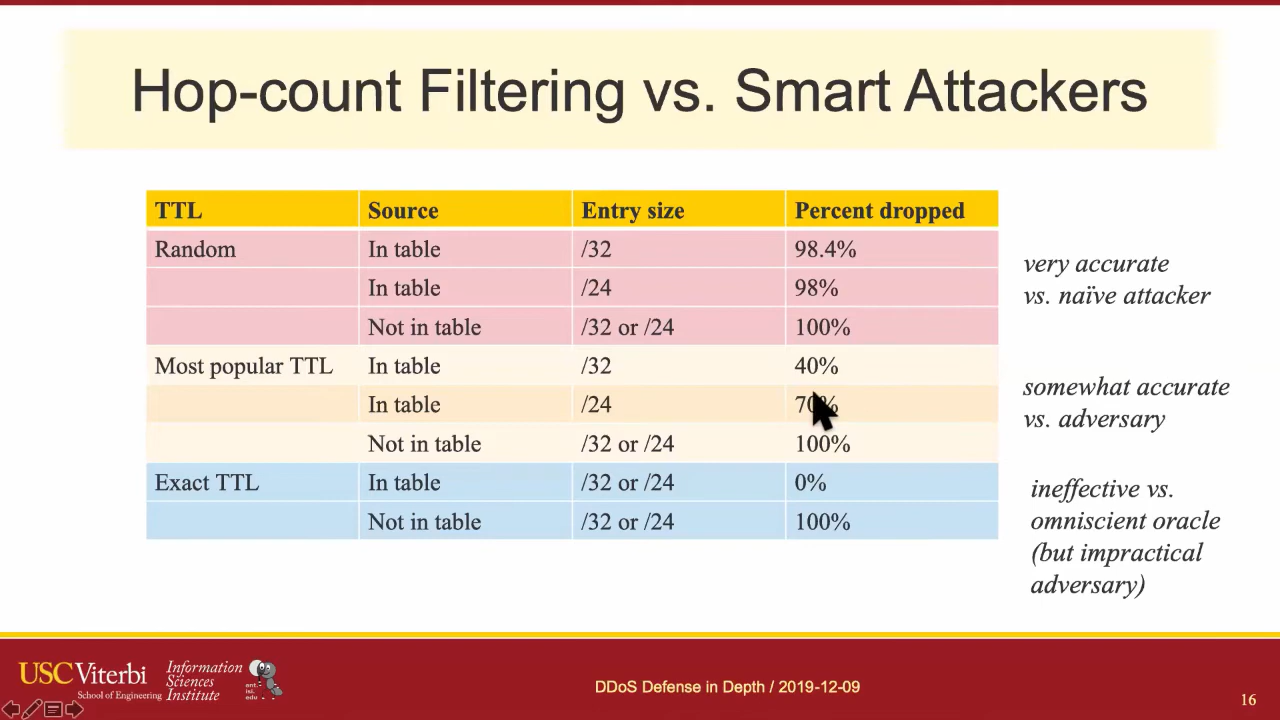 Hop-count Filtering vs. Smart Attackers
TTL Source Entry size Percent dropped
Random In table /32 98.4%
In table /24 98%
Not in table /32 or /24 100%
Most popular TTL In table /32 40%
In table /24 70%
Not in table /32 or /24 100%
Exact TTL In table /32 or /24 0%
Not in table /32 or /24 100%
very accurate
vs. naïve attacker
somewhat accurate
vs. adversary
ineffective vs.
omniscient oracle
(but impractical
adversary)
USC Viterbi
School of Engineering
Information
Sciences
Institute
ant.
isi.
edu
DDoS Defense in Depth / 2019-12-09
16